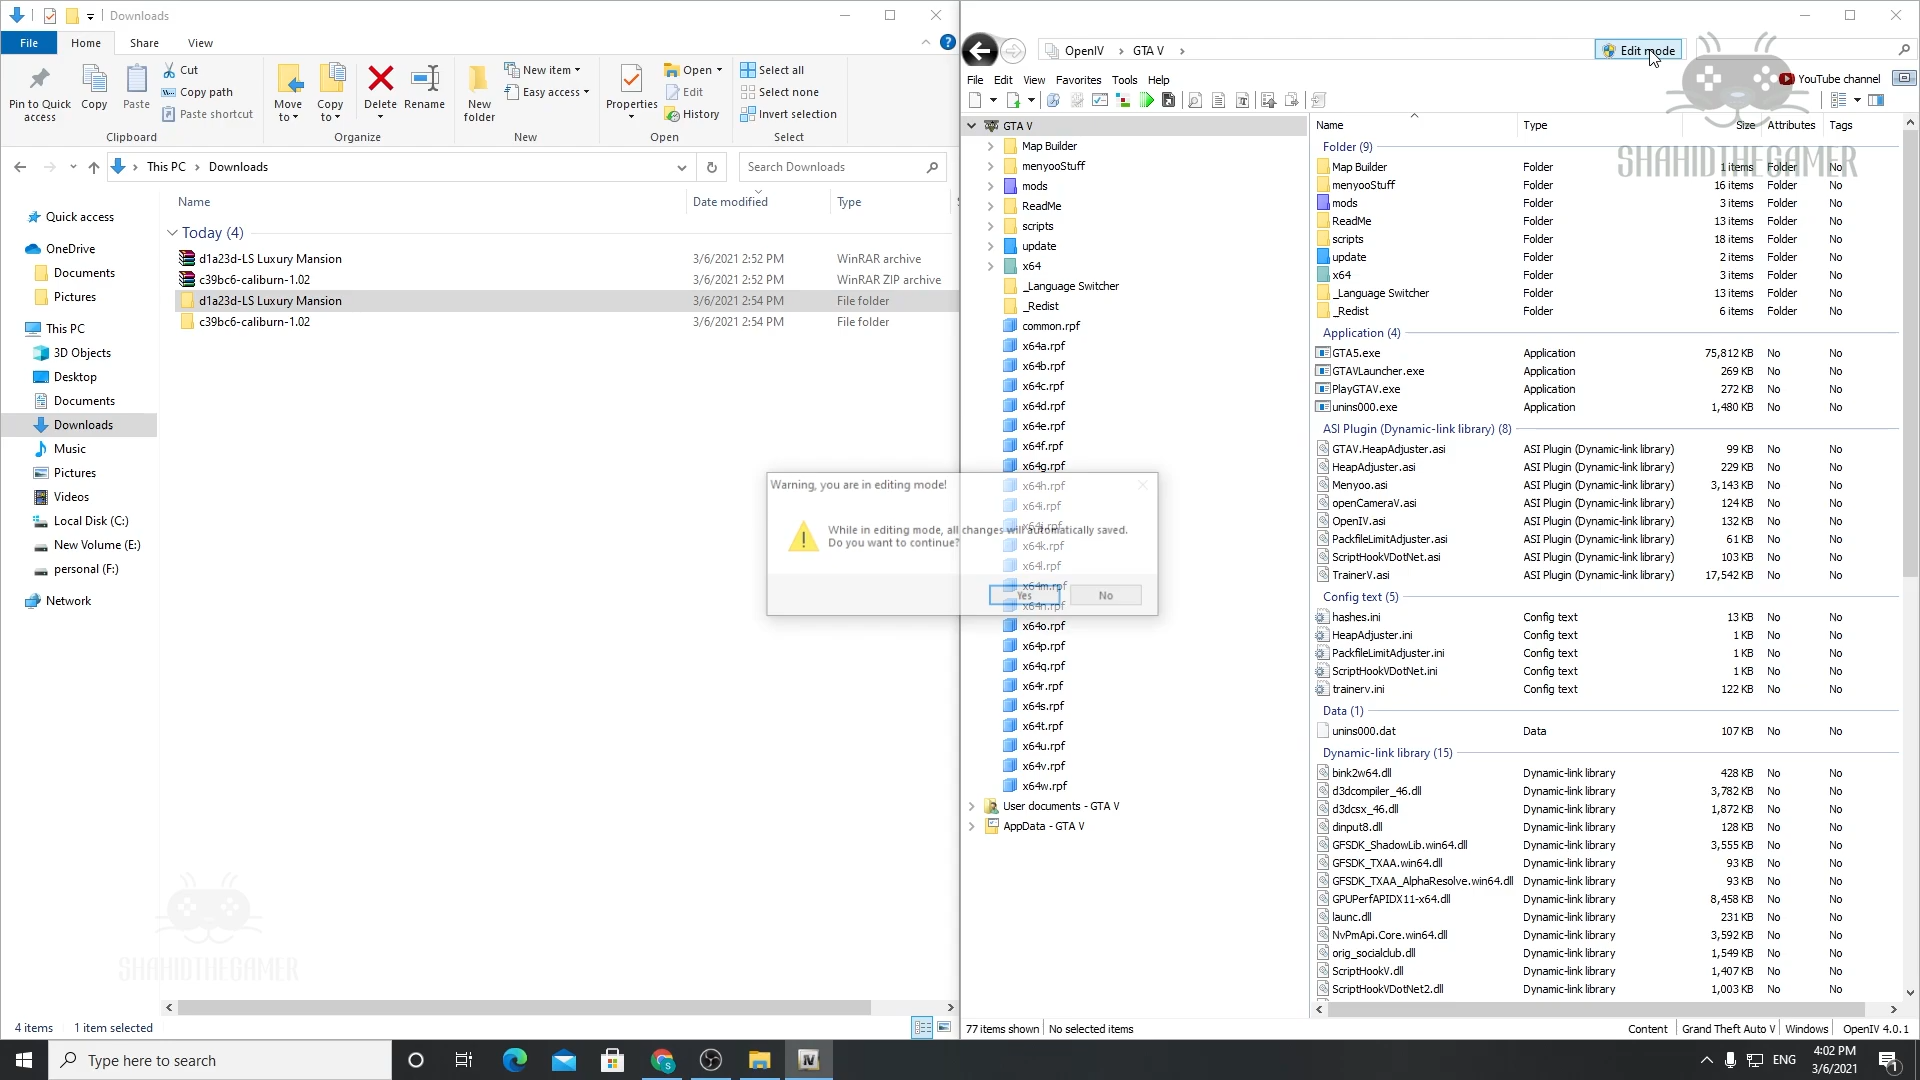 Downloads
File
Home
Share
View
Pin to Quick access
Copy
Paste
Cut
Copy path
Paste shortcut
Clipboard
Move to
Copy to
Delete
Rename
Organize
New folder
New item
Easy access
New
Properties
Open
Edit
History
Open
Select all
Select none
Invert selection
Select
This PC
Downloads
Search Downloads
Name
Date modified
Type
Quick access
OneDrive
Documents
Pictures
This PC
3D Objects
Desktop
Documents
Downloads
Music
Pictures
Videos
Local Disk (C:)
New Volume (E:)
personal (F:)
Network
Today (4)
d1a23d-LS Luxury Mansion 3/6/2021 2:52 PM WinRAR archive
c39bc6-caliburn-1.02 3/6/2021 2:52 PM WinRAR ZIP archive
d1a23d-LS Luxury Mansion 3/6/2021 2:54 PM File folder
c39bc6-caliburn-1.02 3/6/2021 2:54 PM File folder
SHAHIDTHEGAMER
4 items 1 item selected
OpenIV GTA V
Edit mode
File Edit View Favorites Tools Help
YouTube channel
GTA V
Map Builder
menyooStuff
mods
ReadMe
scripts
update
x64
_Language Switcher
_Redist
common.rpf
x64a.rpf
x64b.rpf
x64c.rpf
x64d.rpf
x64e.rpf
x64f.rpf
x64g.rpf
x64h.rpf
x64i.rpf
x64j.rpf
x64k.rpf
x64l.rpf
x64m.rpf
x64n.rpf
x64o.rpf
x64p.rpf
x64q.rpf
x64r.rpf
x64s.rpf
x64t.rpf
x64u.rpf
x64v.rpf
x64w.rpf
User documents - GTA V
AppData - GTA V
Warning, you are in editing mode!
While in editing mode, all changes will automatically saved.
Do you want to continue?
Yes
No
Name Type Size Attributes Tags
SHAHIDTHEGAMER
Folder (9)
Map Builder Folder 1 items Folder No
menyooStuff Folder 16 items Folder No
mods Folder 3 items Folder No
ReadMe Folder 13 items Folder No
scripts Folder 18 items Folder No
update Folder 2 items Folder No
x64 Folder 3 items Folder No
_Language Switcher Folder 13 items Folder No
_Redist Folder 6 items Folder No
Application (4)
GTA5.exe Application 75,812 KB No No
GTAVLauncher.exe Application 269 KB No No
PlayGTAV.exe Application 272 KB No No
unins000.exe Application 1,480 KB No No
ASI Plugin (Dynamic-link library) (8)
GTAV.HeapAdjuster.asi ASI Plugin (Dynamic-link library) 99 KB No No
HeapAdjuster.asi ASI Plugin (Dynamic-link library) 229 KB No No
Menyoo.asi ASI Plugin (Dynamic-link library) 3,143 KB No No
openCameraV.asi ASI Plugin (Dynamic-link library) 124 KB No No
OpenIV.asi ASI Plugin (Dynamic-link library) 132 KB No No
PackfileLimitAdjuster.asi ASI Plugin (Dynamic-link library) 61 KB No No
ScriptHookVDotNet.asi ASI Plugin (Dynamic-link library) 103 KB No No
TrainerV.asi ASI Plugin (Dynamic-link library) 17,542 KB No No
Config text (5)
hashes.ini Config text 13 KB No No
HeapAdjuster.ini Config text 1 KB No No
PackfileLimitAdjuster.ini Config text 1 KB No No
ScriptHookVDotNet.ini Config text 1 KB No No
trainerv.ini Config text 122 KB No No
Data (1)
unins000.dat Data 107 KB No No
Dynamic-link library (15)
bink2w64.dll Dynamic-link library 428 KB No No
d3dcompiler_46.dll Dynamic-link library 3,782 KB No No
d3dcsx_46.dll Dynamic-link library 1,872 KB No No
dinput8.dll Dynamic-link library 128 KB No No
GFSDK_ShadowLib.win64.dll Dynamic-link library 3,555 KB No No
GFSDK_TXAA.win64.dll Dynamic-link library 93 KB No No
GFSDK_TXAA_AlphaResolve.win64.dll Dynamic-link library 93 KB No No
GPUPerfAPIDX11-x64.dll Dynamic-link library 8,458 KB No No
launc.dll Dynamic-link library 231 KB No No
NvPmApi.Core.win64.dll Dynamic-link library 3,592 KB No No
orig_socialclub.dll Dynamic-link library 1,549 KB No No
ScriptHookV.dll Dynamic-link library 1,407 KB No No
ScriptHookVDotNet2.dll Dynamic-link library 1,003 KB No No
77 items shown No selected items
Content Grand Theft Auto V Windows OpenIV 4.0.1
Type here to search
ENG
4:02 PM
3/6/2021
1